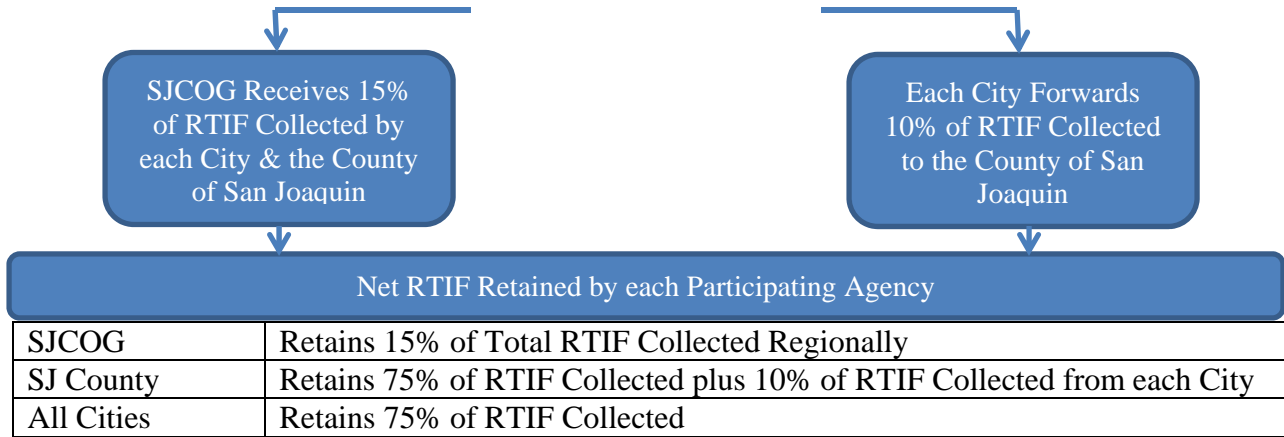 SJCOG Receives 15%
of RTIF Collected by
each City & the County
of San Joaquin
Each City Forwards
10% of RTIF Collected
to the County of San
Joaquin
Net RTIF Retained by each Participating Agency
SJCOG Retains 15% of Total RTIF Collected Regionally
SJ County Retains 75% of RTIF Collected plus 10% of RTIF Collected from each City
All Cities Retains 75% of RTIF Collected